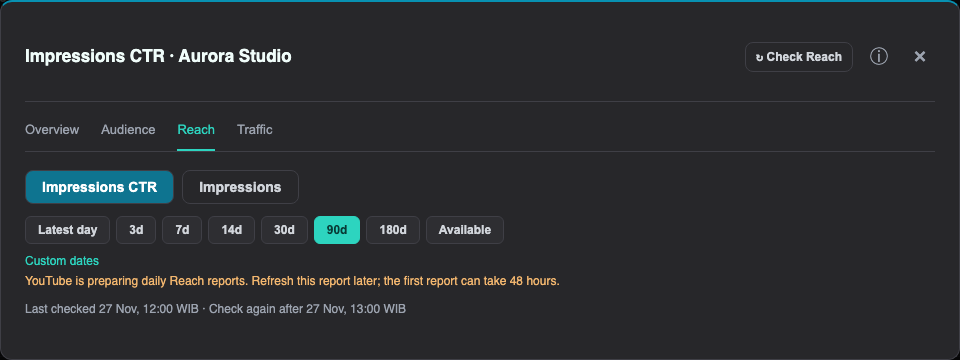 Impressions CTR · Aurora Studio
↻ Check Reach
Overview Audience Reach Traffic
Impressions CTR Impressions
Latest day 3d 7d 14d 30d 90d 180d Available
Custom dates
YouTube is preparing daily Reach reports. Refresh this report later; the first report can take 48 hours.
Last checked 27 Nov, 12:00 WIB · Check again after 27 Nov, 13:00 WIB